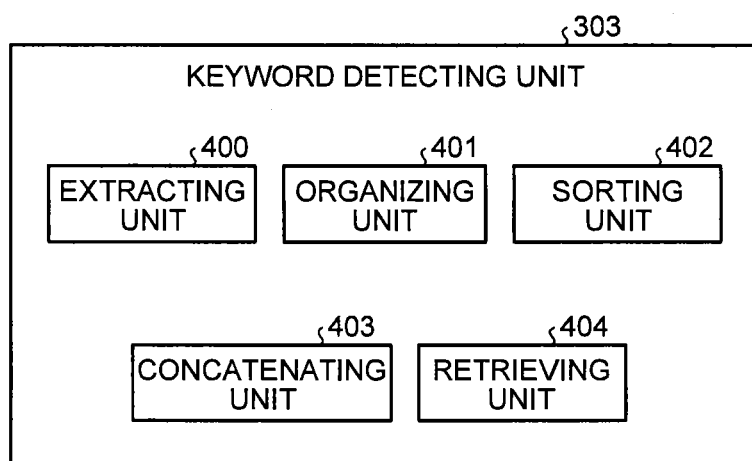 303
KEYWORD DETECTING UNIT
400
401
402
EXTRACTING
UNIT
ORGANIZING
UNIT
SORTING
UNIT
403
404
CONCATENATING
UNIT
RETRIEVING
UNIT